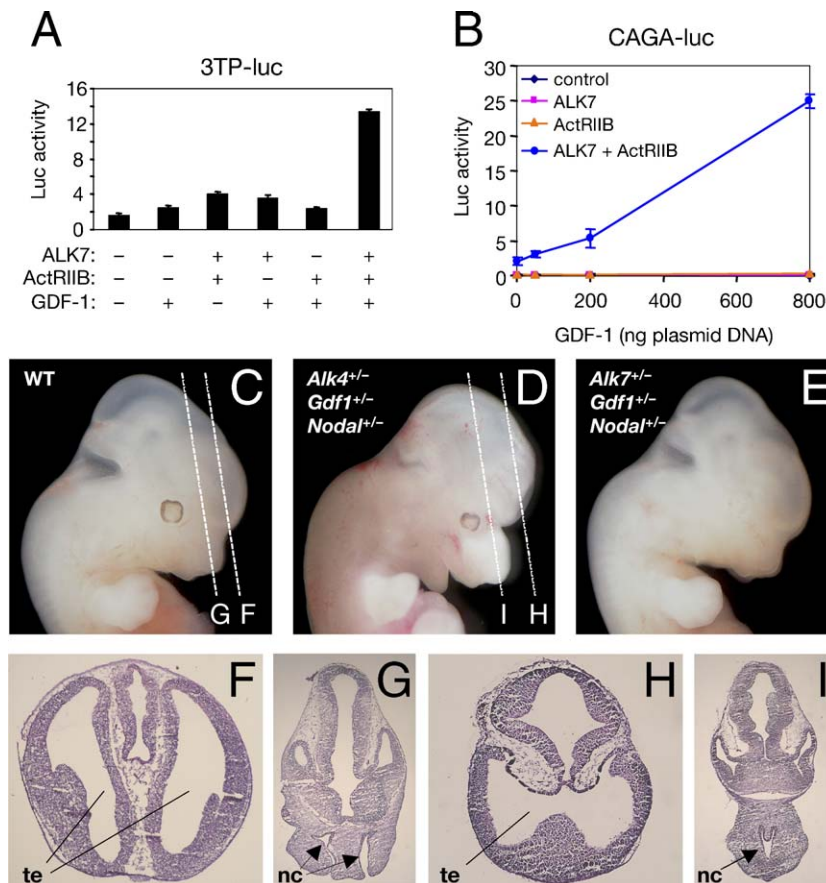 A
3TP-luc
Luc activity
16
12
8
4
0
ALK7: – – + + – +
ActRIIB: – – + – + +
GDF-1: – + – + + +
B
CAGA-luc
Luc activity
30
25
20
15
10
5
0
control
ALK7
ActRIIB
ALK7 + ActRIIB
0 200 400 600 800
GDF-1 (ng plasmid DNA)
WT
C
G F
Alk4+/–
Gdf1+/–
Nodal+/–
D
I H
Alk7+/–
Gdf1+/–
Nodal+/–
E
F
te
G
nc
H
te
I
nc